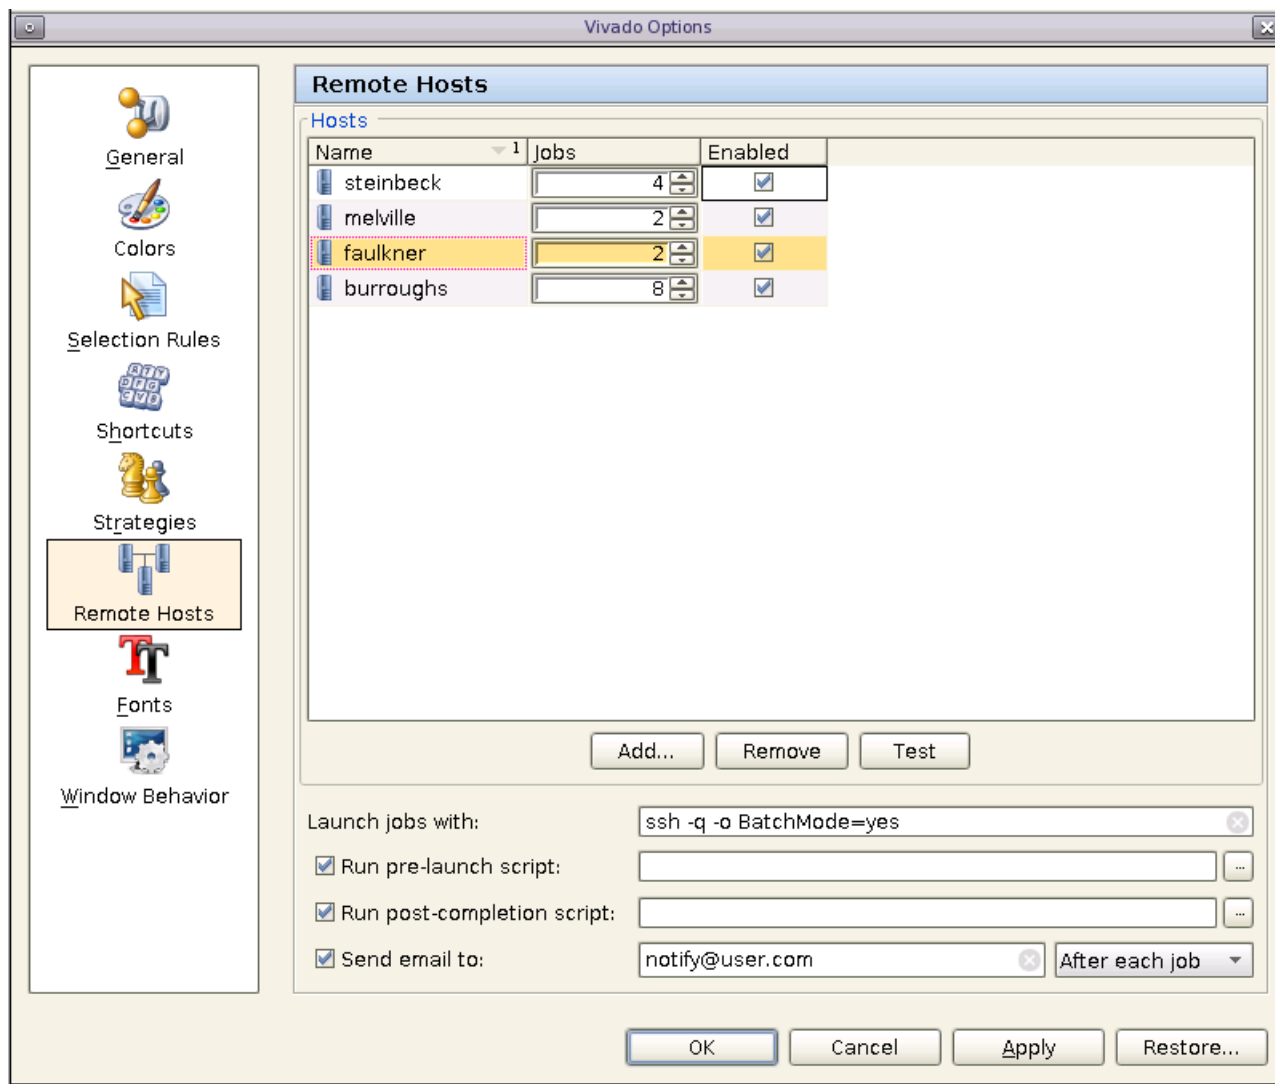 Vivado Options
General
Colors
Selection Rules
Shortcuts
Strategies
Remote Hosts
Fonts
Window Behavior
Remote Hosts
Hosts
Name 1 Jobs Enabled
steinbeck 4
melville 2
faulkner 2
burroughs 8
Add... Remove Test
Launch jobs with: ssh -q -o BatchMode=yes
Run pre-launch script: ...
Run post-completion script: ...
Send email to: notify@user.com After each job
OK Cancel Apply Restore...